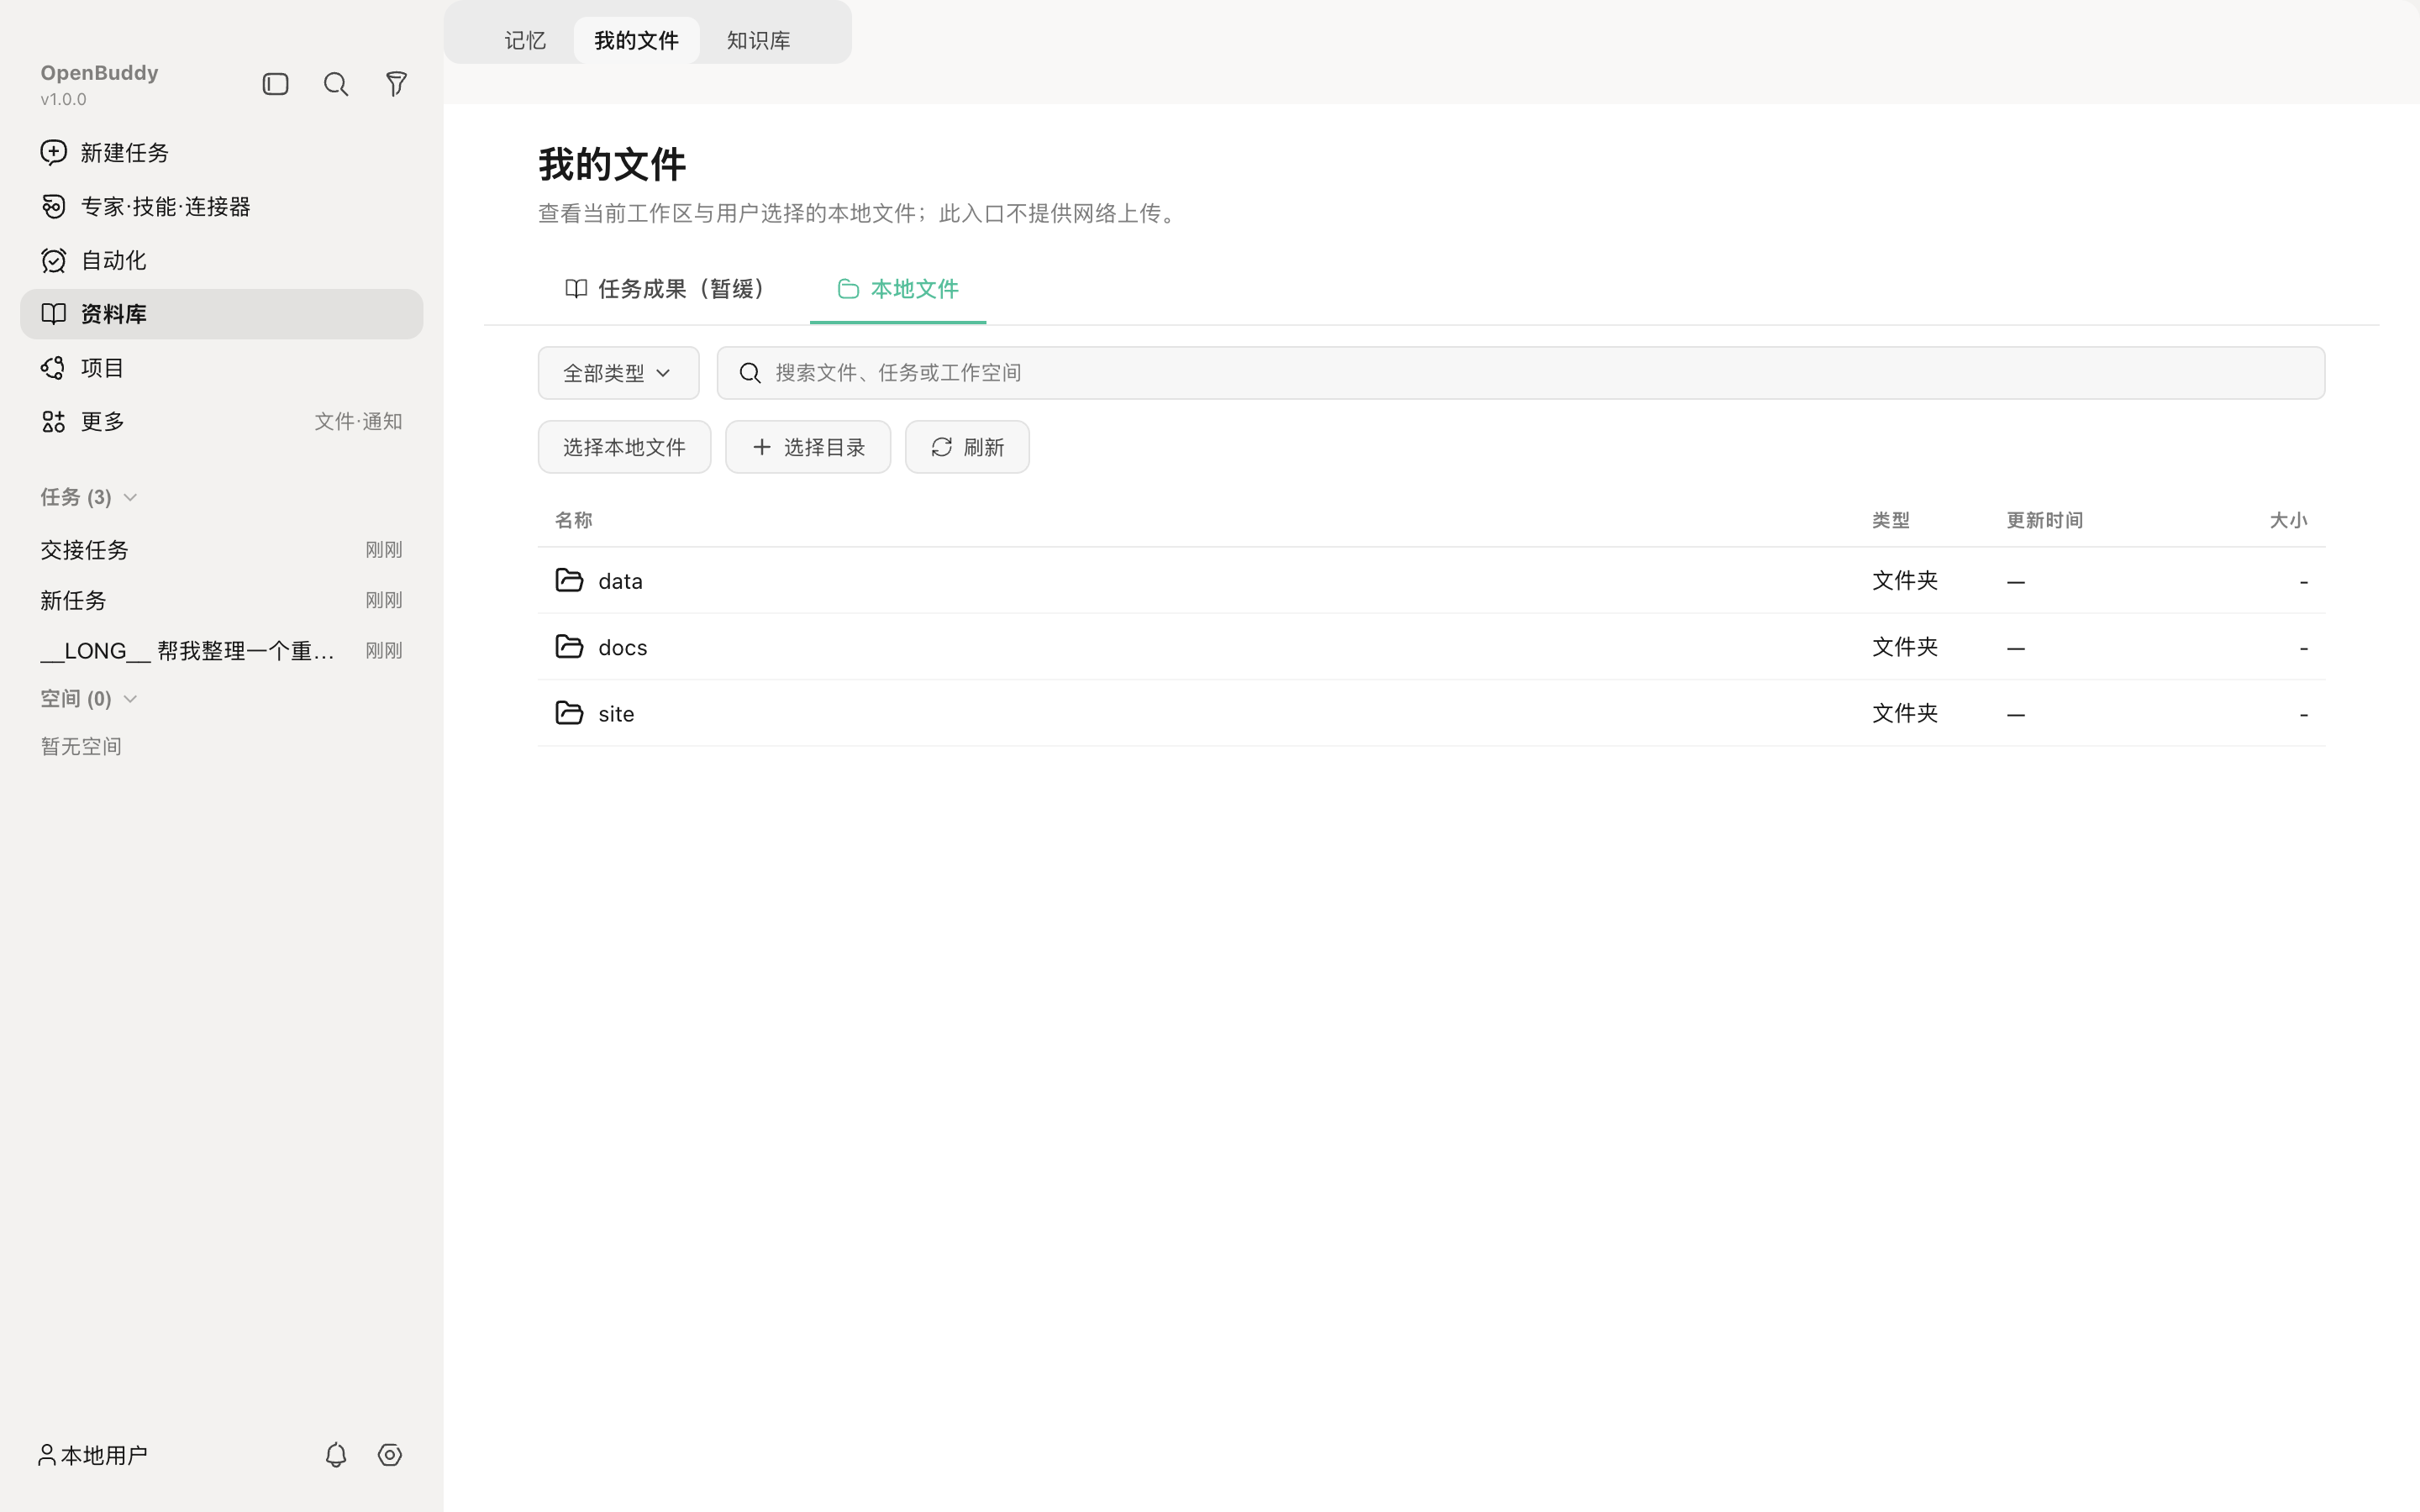 OpenBuddy
v1.0.0
新建任务
专家·技能·连接器
自动化
资料库
项目
更多 文件·通知
任务 (3)
交接任务 刚刚
新任务 刚刚
__LONG__ 帮我整理一个重... 刚刚
空间 (0)
暂无空间
本地用户
记忆 我的文件 知识库
我的文件
查看当前工作区与用户选择的本地文件；此入口不提供网络上传。
任务成果（暂缓） 本地文件
全部类型 搜索文件、任务或工作空间
选择本地文件 选择目录 刷新
名称 类型 更新时间 大小
data 文件夹 — -
docs 文件夹 — -
site 文件夹 — -